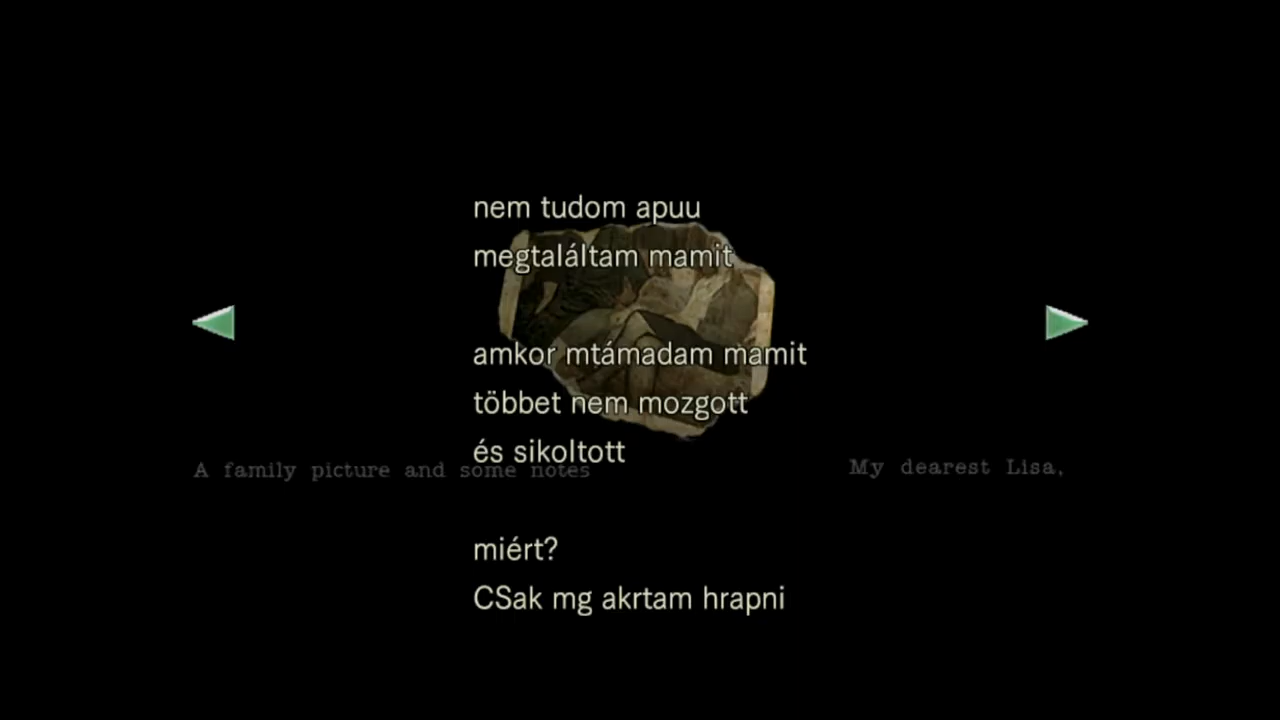 nem tudom apuu
megtaláltam mamit
amkor mtámadam mamit
többet nem mozgott
és sikoltott
A family picture and some notes
My dearest Lisa,
miért?
CSak mg akrtam hrapni